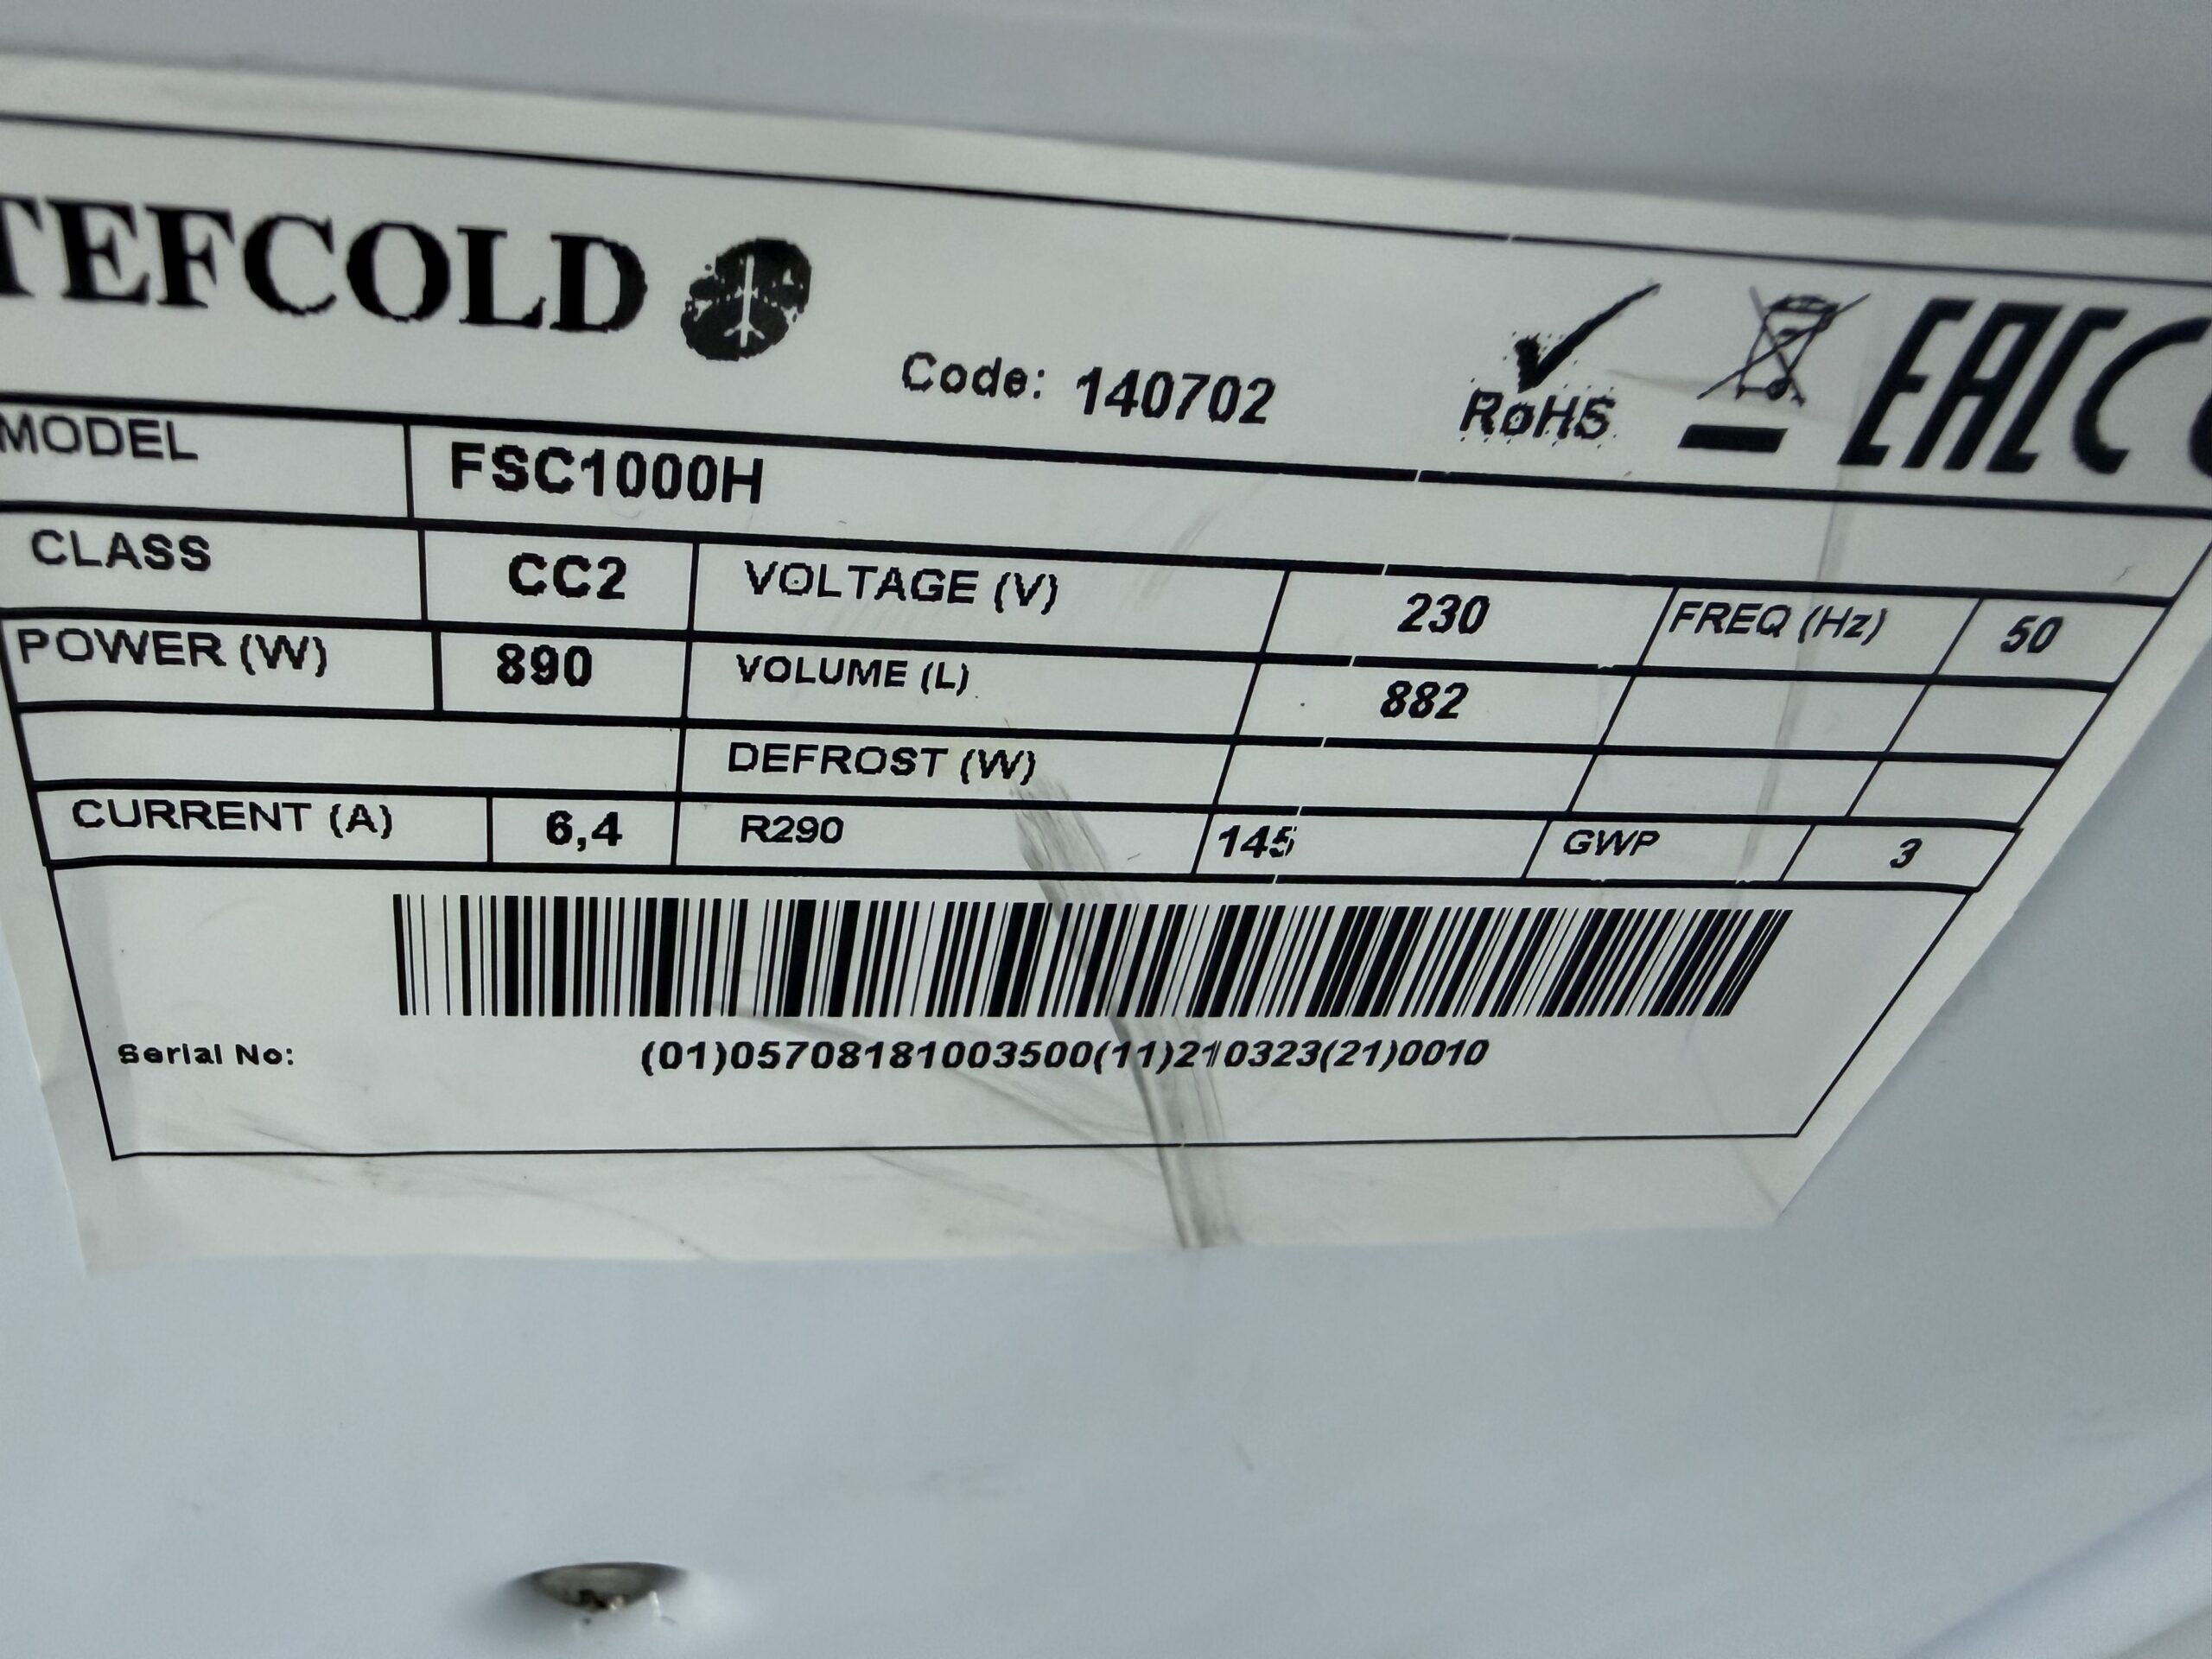 TEFCOLD
Code: 140702
RoHS
EAC
MODEL FSC1000H
CLASS CC2 VOLTAGE (V) 230 FREQ (Hz) 50
POWER (W) 890 VOLUME (L) 882
DEFROST (W)
CURRENT (A) 6,4 R290 145 GWP 3
Serial No: (01)05708181003500(11)210323(21)0010